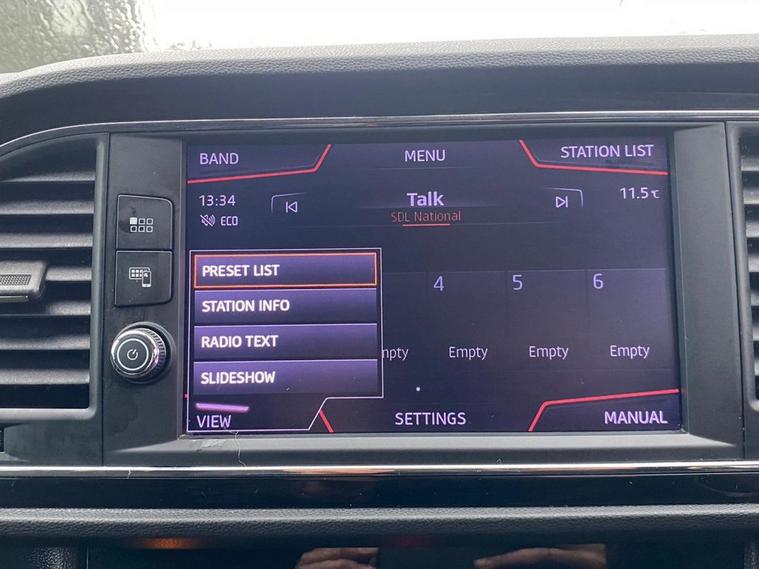 BAND
MENU
STATION LIST
13:34
Talk
11.5°C
ECO
SDL National
PRESET LIST
4
5
6
STATION INFO
RADIO TEXT
Empty
Empty
Empty
SLIDESHOW
VIEW
SETTINGS
MANUAL